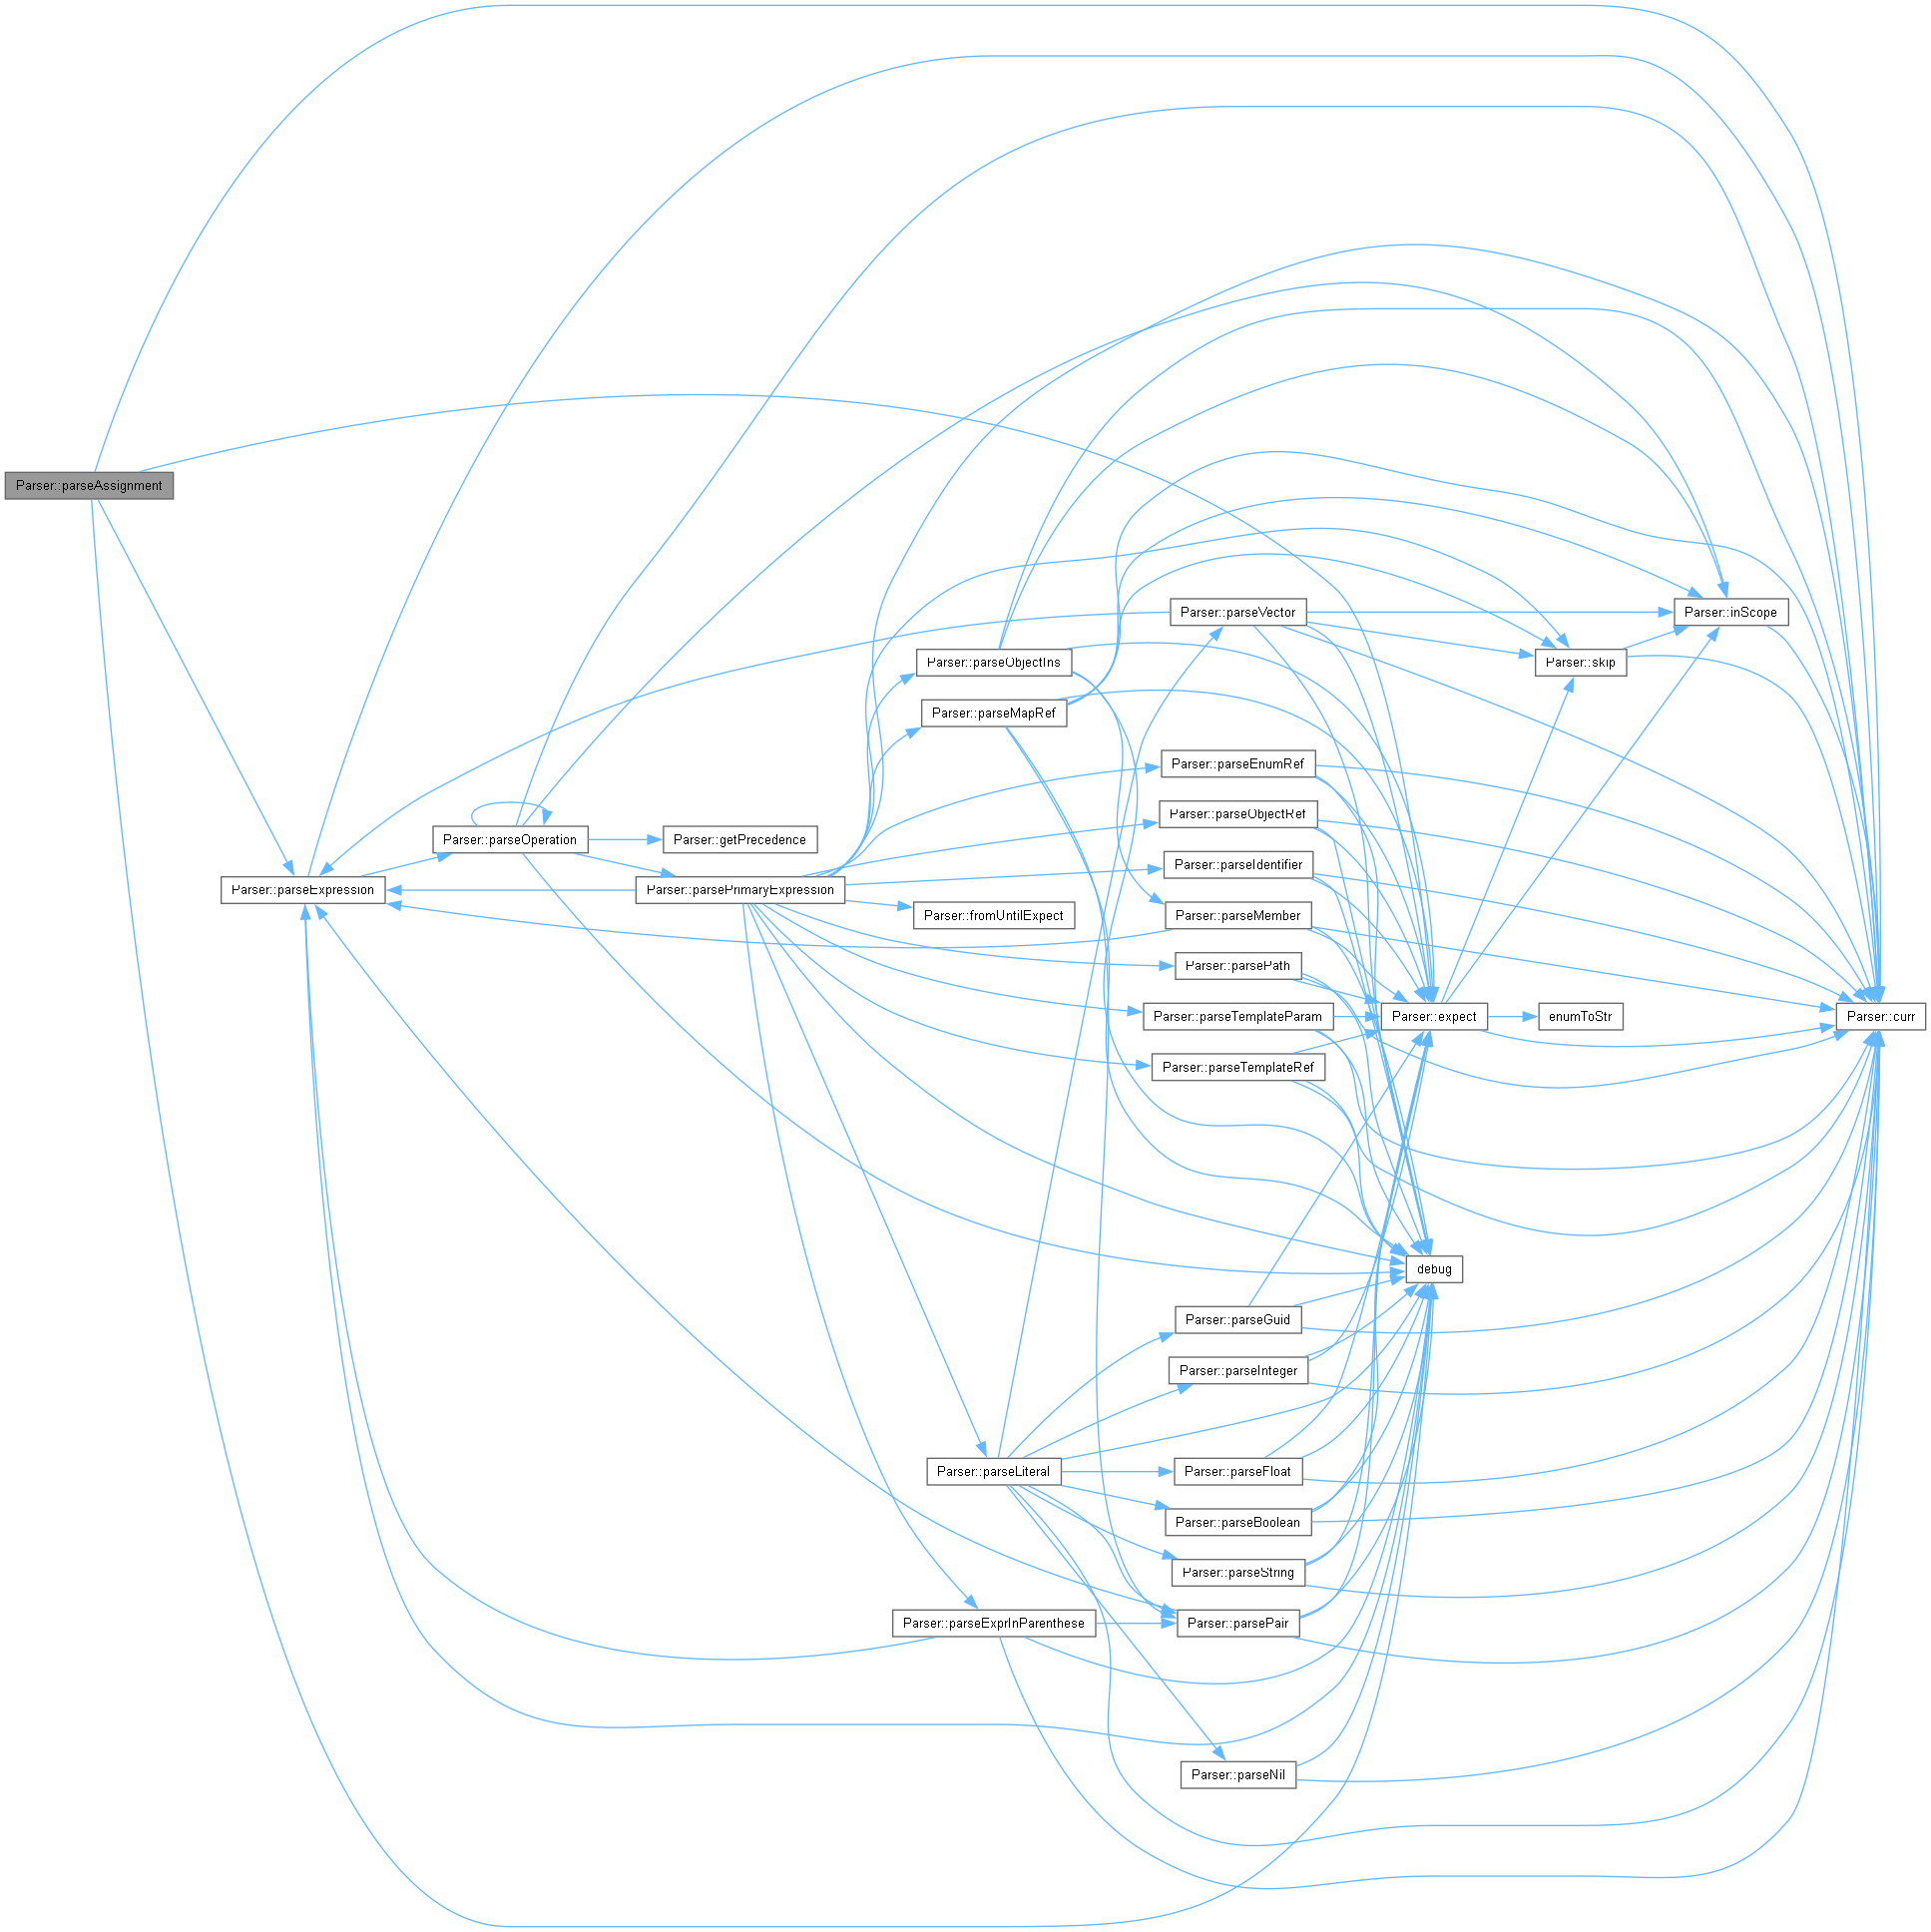 Parser::parseAssignment
Parser::parseVector
Parser::inScope
Parser::parseObjectIns
Parser::skip
Parser::parseMapRef
Parser::parseEnumRef
Parser::parseObjectRef
Parser::parseOperation
Parser::getPrecedence
Parser::parseIdentifier
Parser::parseExpression
Parser::parsePrimaryExpression
Parser::fromUntilExpect
Parser::parseMember
Parser::parsePath
Parser::parseTemplateParam
Parser::expect
enumToStr
Parser::curr
Parser::parseTemplateRef
debug
Parser::parseGuid
Parser::parseInteger
Parser::parseLiteral
Parser::parseFloat
Parser::parseBoolean
Parser::parseString
Parser::parseExprInParenthese
Parser::parsePair
Parser::parseNil